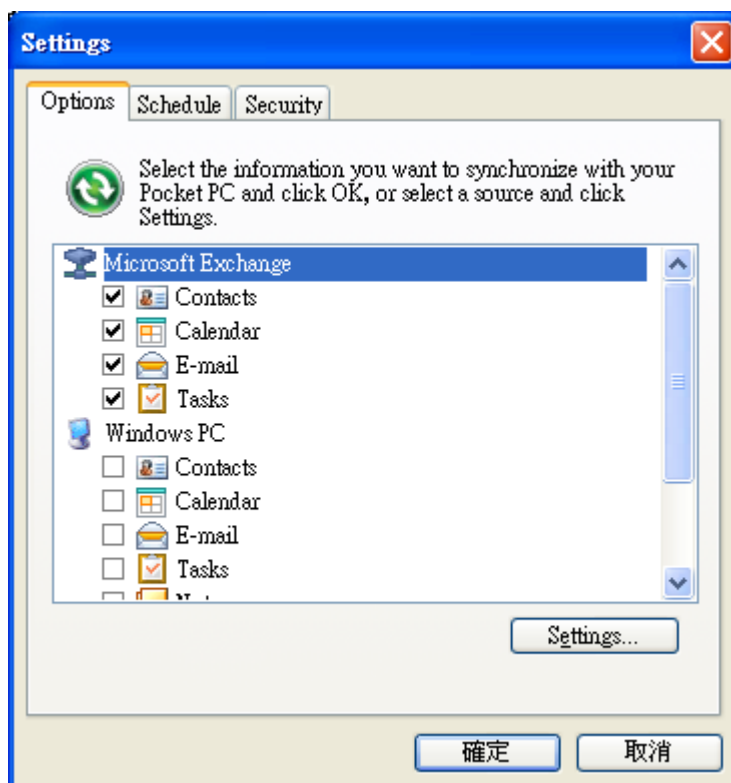 Settings
Options Schedule Security
Select the information you want to synchronize with your
Pocket PC and click OK, or select a source and click
Settings.
Microsoft Exchange
Contacts
Calendar
E-mail
Tasks
Windows PC
Contacts
Calendar
E-mail
Tasks
Settings...
確定 取消